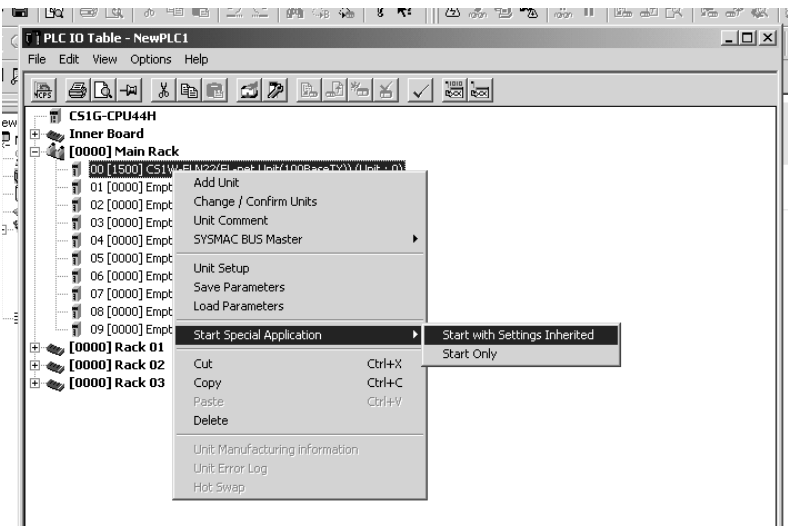 PLC IO Table - NewPLC1
File Edit View Options Help
CS1G-CPU44H
Inner Board
[0000] Main Rack
00 [1500] CS1W-FLN22(FL-net Unit(100BaseTX)) (Unit : 0)
01 [0000] Empt
02 [0000] Empt
03 [0000] Empt
04 [0000] Empt
05 [0000] Empt
06 [0000] Empt
07 [0000] Empt
08 [0000] Empt
09 [0000] Empt
[0000] Rack 01
[0000] Rack 02
[0000] Rack 03
Add Unit
Change / Confirm Units
Unit Comment
SYSMAC BUS Master
Unit Setup
Save Parameters
Load Parameters
Start Special Application
Cut Ctrl+X
Copy Ctrl+C
Paste Ctrl+V
Delete
Unit Manufacturing information
Unit Error Log
Hot Swap
Start with Settings Inherited
Start Only